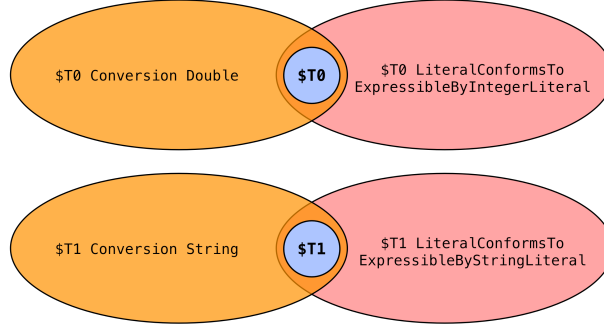 $T0 Conversion Double
$T0
$T0 LiteralConformsTo
ExpressibleByIntegerLiteral
$T1 Conversion String
$T1
$T1 LiteralConformsTo
ExpressibleByStringLiteral